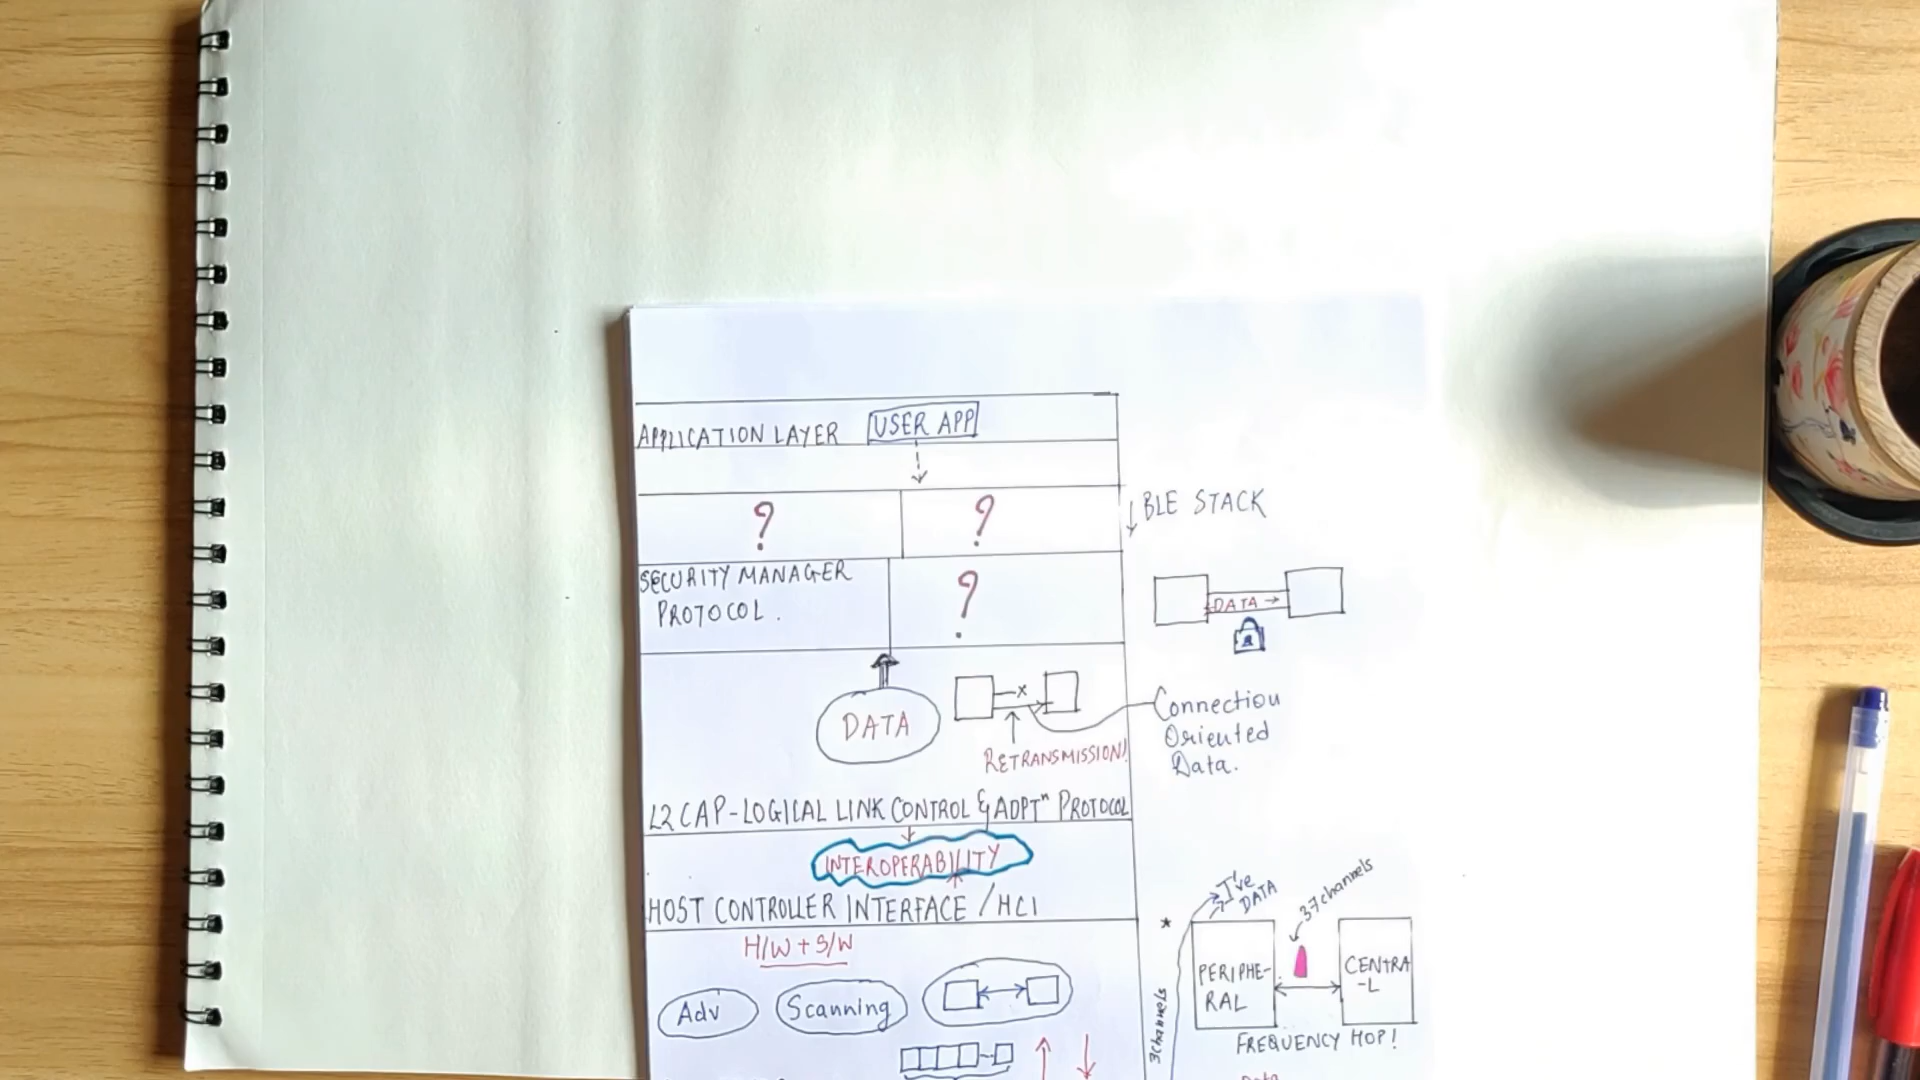 APPLICATION LAYER USER APP
? ?
↓ BLE STACK
SECURITY MANAGER
PROTOCOL.
?
DATA →
DATA
x
RETRANSMISSION!
Connection
Oriented
Data.
L2CAP-LOGICAL LINK CONTROL & ADPTⁿ PROTOCOL
INTEROPERABILITY
HOST CONTROLLER INTERFACE / HCI
H/W + S/W
Adv
Scanning
I've
DATA
37 channels
*
PERIPHE-
RAL
CENTRA
-L
3 channels
FREQUENCY HOP!